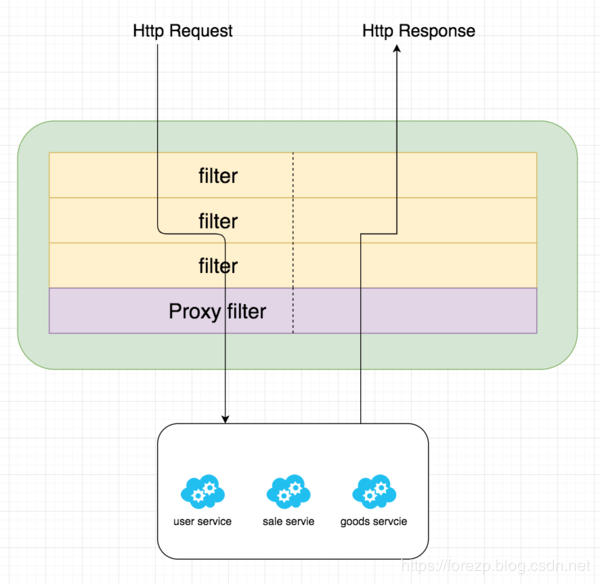 Http Request
Http Response
filter
filter
filter
Proxy filter
user service
sale servie
goods servcie
https://forezp.blog.csdn.net